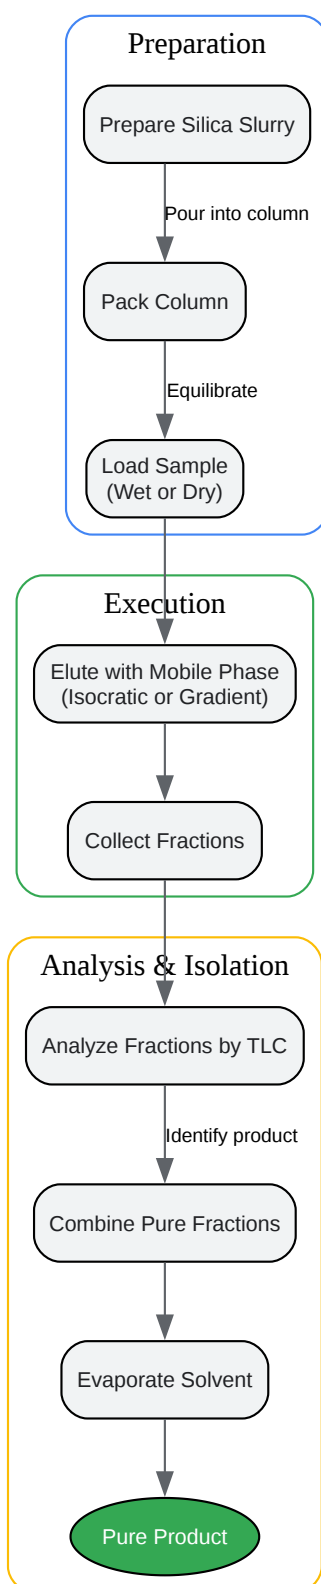 Preparation
Prepare Silica Slurry
Pour into column
Pack Column
Equilibrate
Load Sample
(Wet or Dry)
Execution
Elute with Mobile Phase
(Isocratic or Gradient)
Collect Fractions
Analysis & Isolation
Analyze Fractions by TLC
Identify product
Combine Pure Fractions
Evaporate Solvent
Pure Product